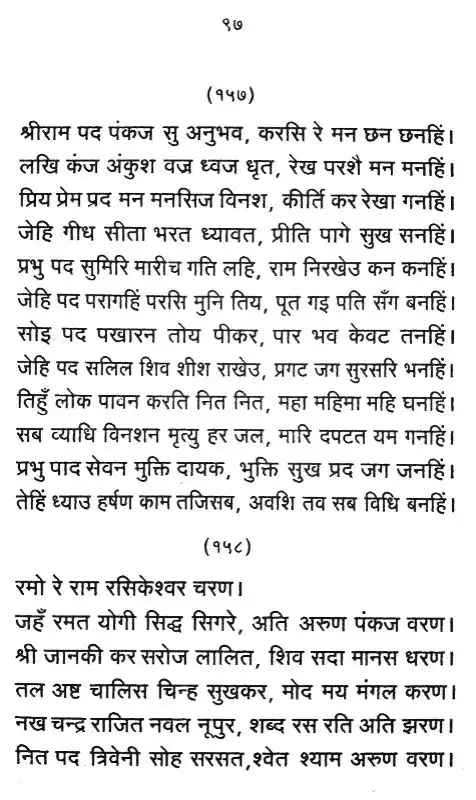 ९७
(१५७)
श्रीराम पद पंकज सु अनुभव, करसि रे मन छन छनहिं।
लखि कंज अंकुश वज्र ध्वज धृत, रेख परशै मन मनहिं।
प्रिय प्रेम प्रद मन मनसिज विनश, कीर्ति कर रेखा गनहिं।
जेहि गीध सीता भरत ध्यावत, प्रीति पागे सुख सनहिं।
प्रभु पद सुमिरि मारीच गति लहि, राम निरखेउ कन कनहिं।
जेहि पद परागहिं परसि मुनि तिय, पूत गइ पति सँग बनहिं।
सोइ पद पखारन तोय पीकर, पार भव केवट तनहिं।
जेहि पद सलिल शिव शीश राखेउ, प्रगट जग सुरसरि भनहिं।
तिहुँ लोक पावन करति नित नित, महा महिमा महि घनहिं।
सब व्याधि विनशन मृत्यु हर जल, मारि दपटत यम गनहिं।
प्रभु पाद सेवन मुक्ति दायक, भुक्ति सुख प्रद जग जनहिं।
तेहिं ध्याउ हर्षण काम तजिसब, अवशि तव सब विधि बनहिं।
(१५८)
रमो रे राम रसिकेश्वर चरण।
जहँ रमत योगी सिद्ध सिगरे, अति अरुण पंकज वरण।
श्री जानकी कर सरोज लालित, शिव सदा मानस धरण।
तल अष्ट चालिस चिन्ह सुखकर, मोद मय मंगल करण।
नख चन्द्र राजित नवल नूपुर, शब्द रस रति अति झरण।
नित पद त्रिवेनी सोह सरसत,श्वेत श्याम अरुण वरण।